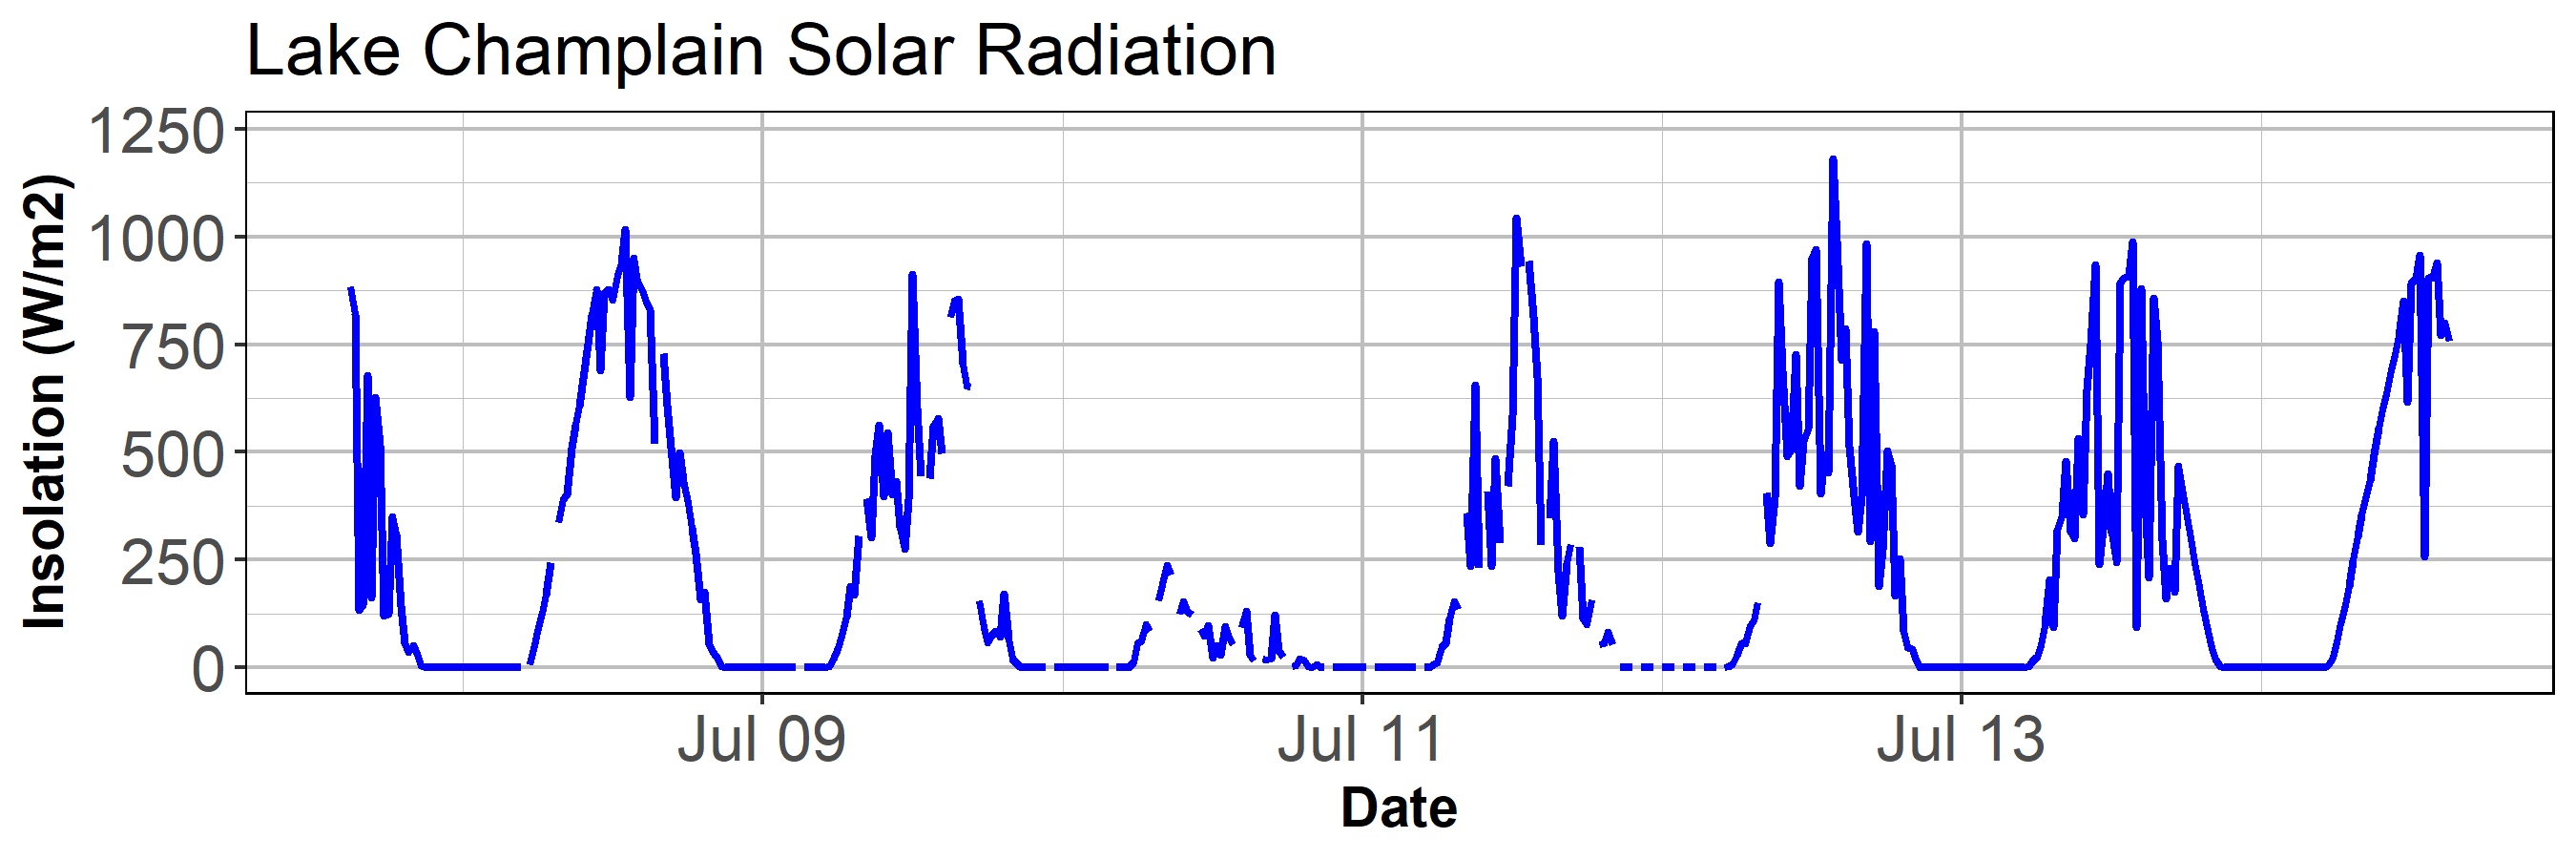 Lake Champlain Solar Radiation
Insolation (W/m2)
1250
1000
750
500
250
0
Jul 09
Jul 11
Jul 13
Date